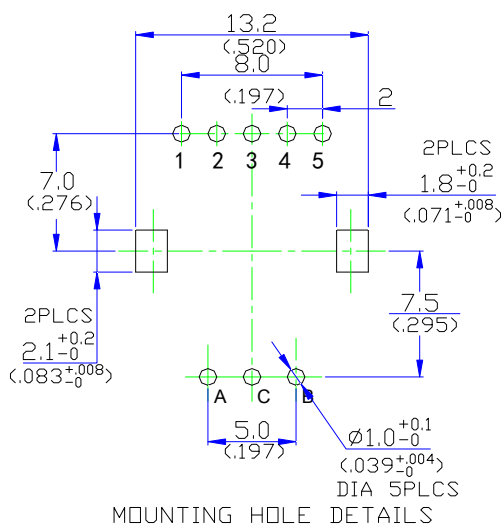 13.2
(.520)
8.0
(.197)
2
1 2 3 4 5
2PLCS
1.8 +0.2 -0
(.071 +.008 -0)
7.0
(.276)
7.5
(.295)
2PLCS
2.1 +0.2 -0
(.083 +.008 -0)
A C B
5.0
(.197)
Ø1.0 +0.1 -0
(.039 +.004 -0)
DIA 5PLCS
MOUNTING HOLE DETAILS